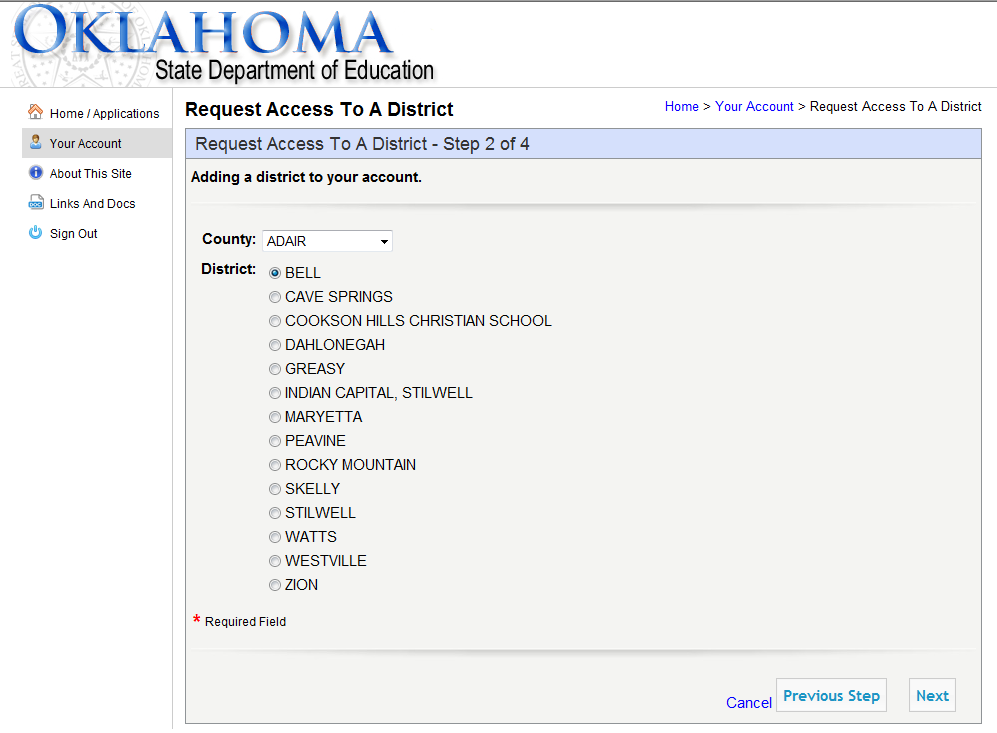 OKLAHOMA
State Department of Education
Home / Applications
Your Account
About This Site
Links And Docs
Sign Out
Request Access To A District
Home > Your Account > Request Access To A District
Request Access To A District - Step 2 of 4
Adding a district to your account.
County: ADAIR
District: BELL
CAVE SPRINGS
COOKSON HILLS CHRISTIAN SCHOOL
DAHLONEGAH
GREASY
INDIAN CAPITAL, STILWELL
MARYETTA
PEAVINE
ROCKY MOUNTAIN
SKELLY
STILWELL
WATTS
WESTVILLE
ZION
* Required Field
Cancel Previous Step Next